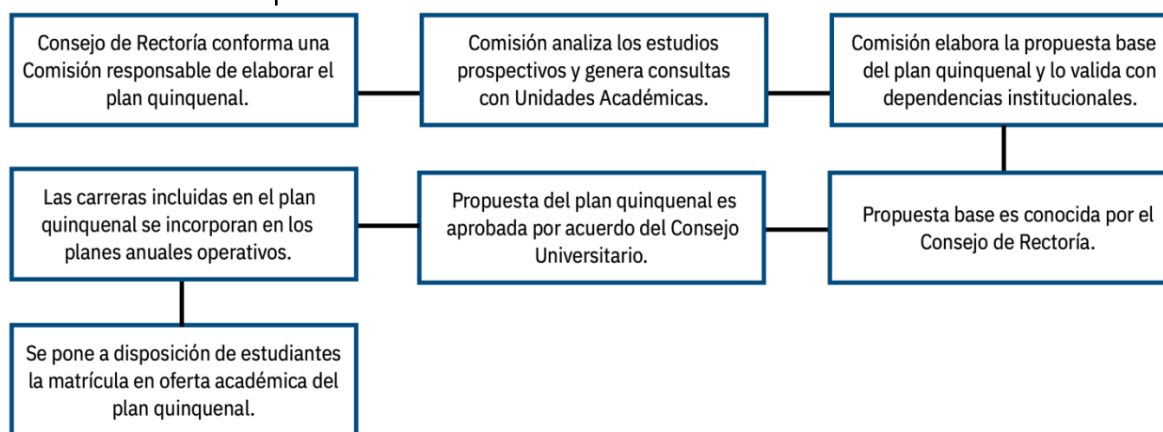 Consejo de Rectoría conforma una
Comisión responsable de elaborar el
plan quinquenal.
Comisión analiza los estudios
prospectivos y genera consultas
con Unidades Académicas.
Comisión elabora la propuesta base
del plan quinquenal y lo valida con
dependencias institucionales.
Propuesta base es conocida por el
Consejo de Rectoría.
Propuesta del plan quinquenal es
aprobada por acuerdo del Consejo
Universitario.
Las carreras incluidas en el plan
quinquenal se incorporan en los
planes anuales operativos.
Se pone a disposición de estudiantes
la matrícula en oferta académica del
plan quinquenal.